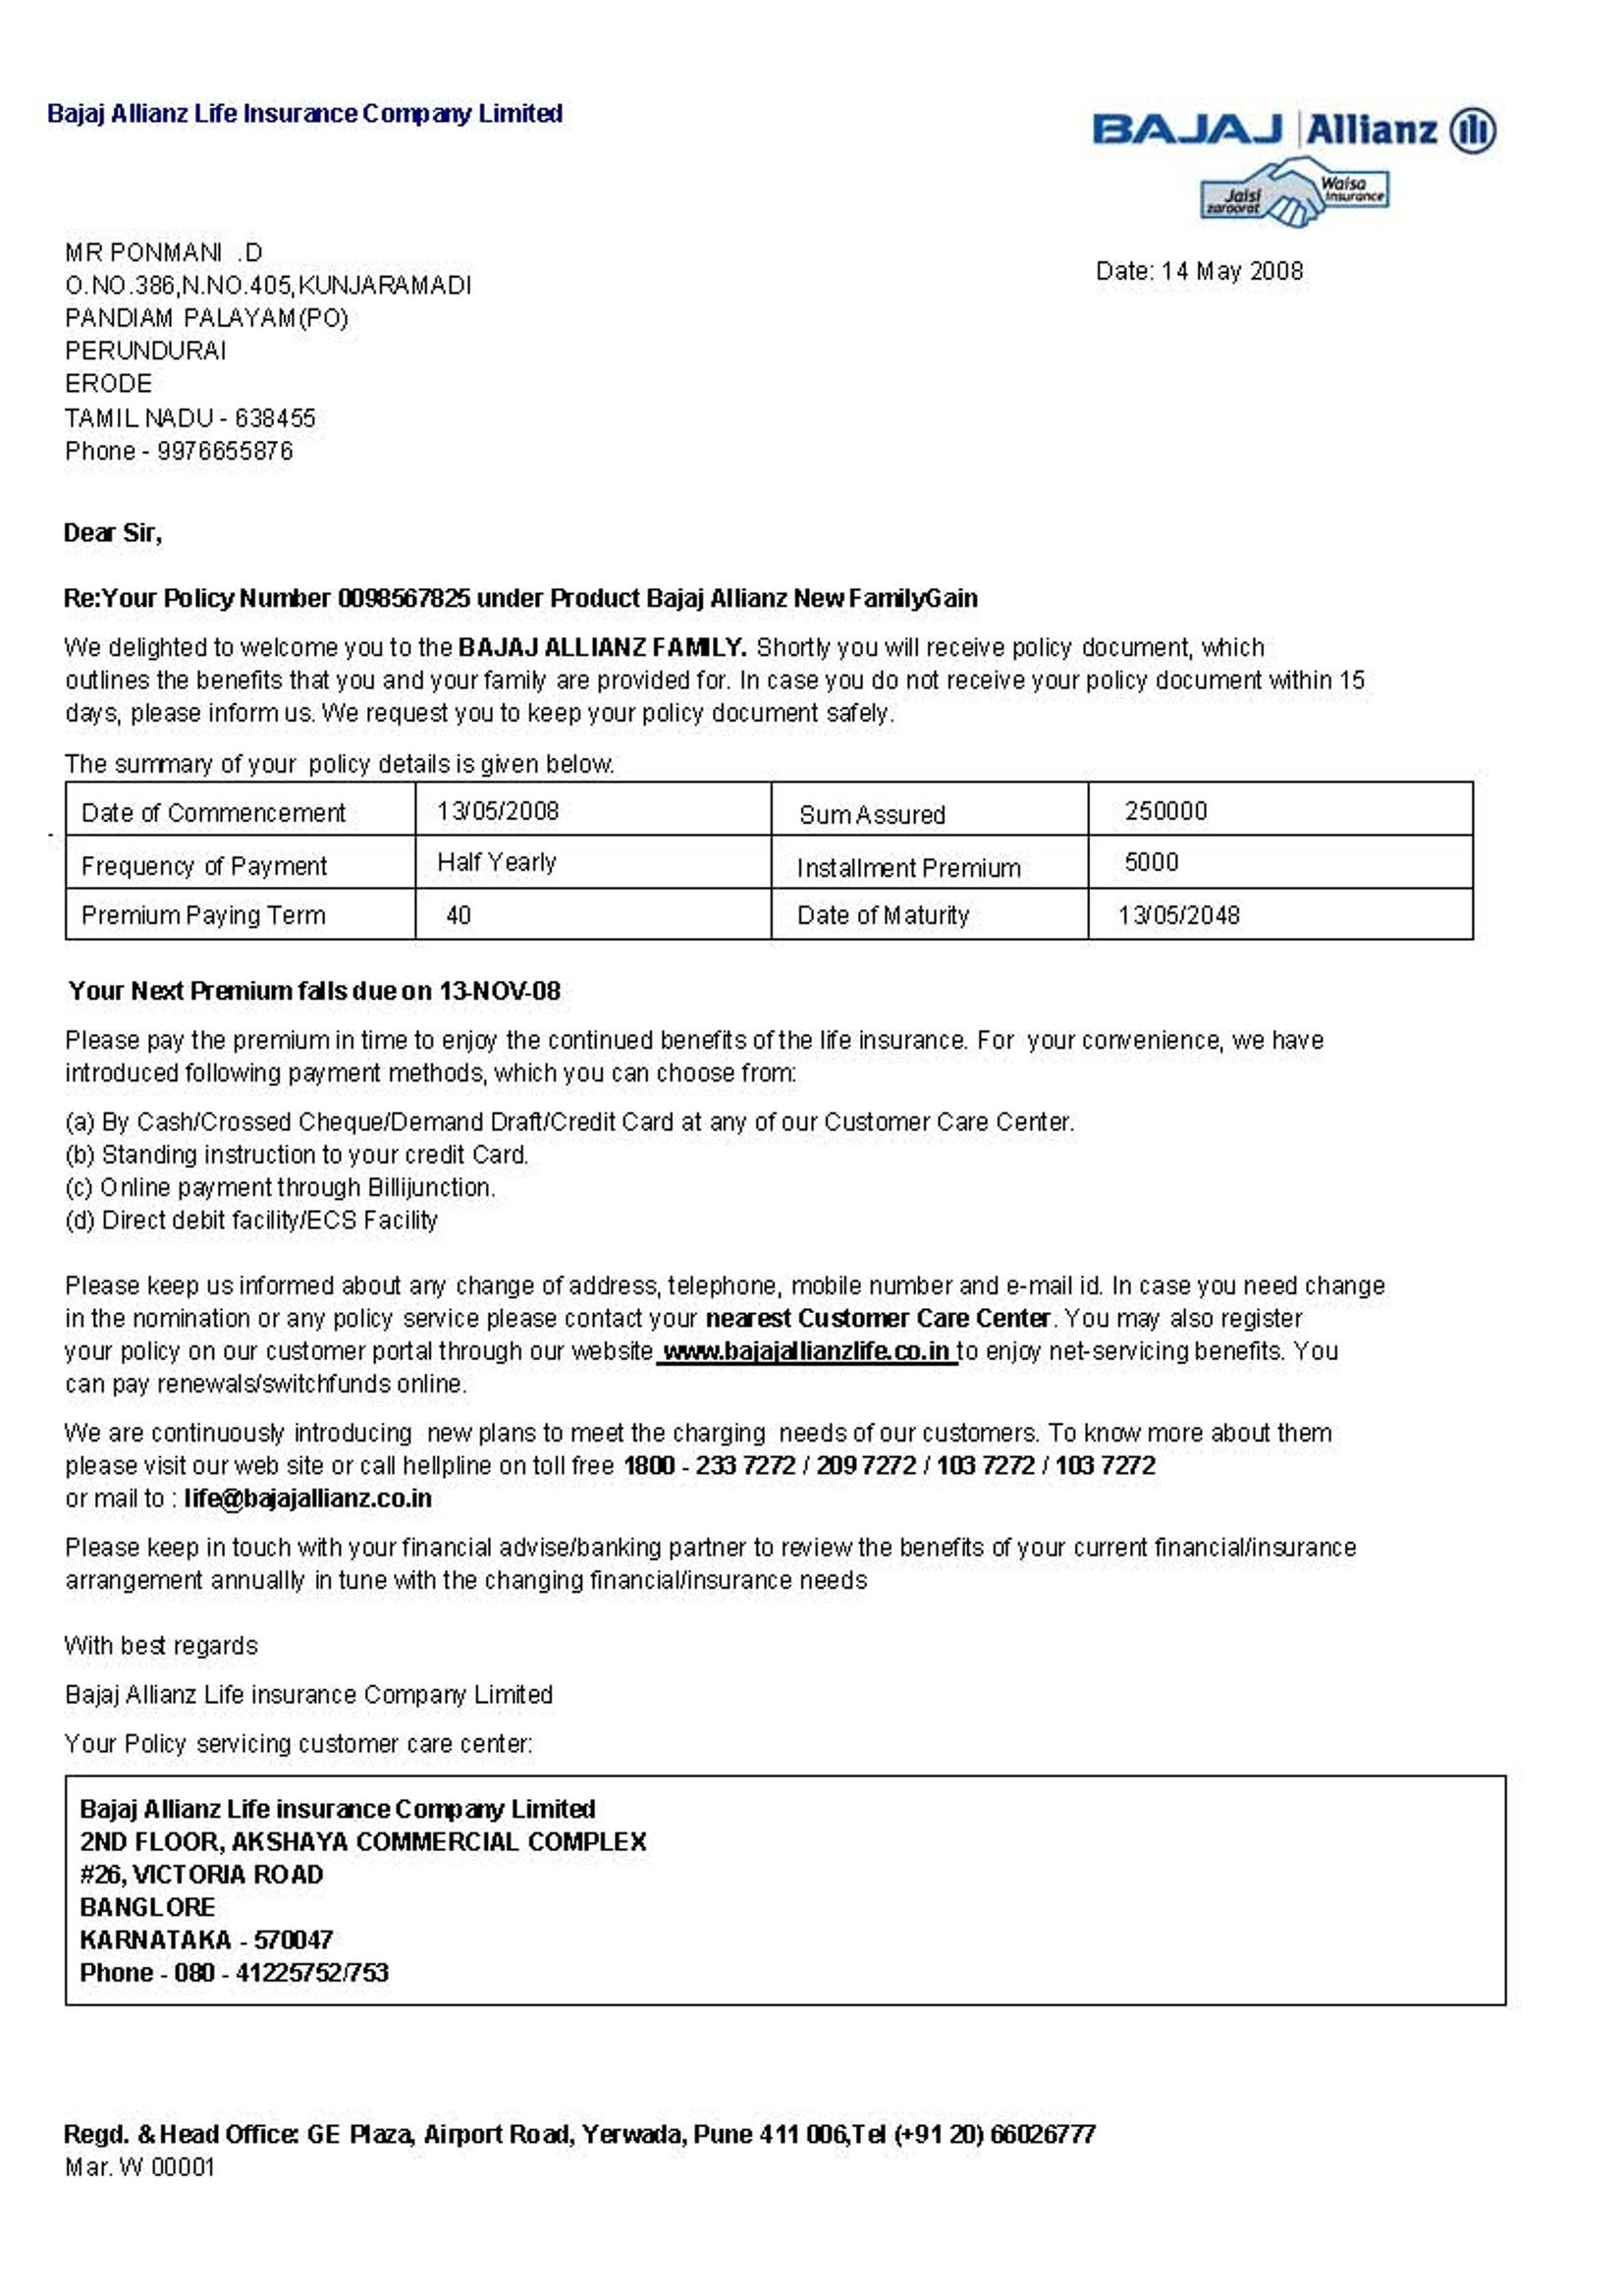 Bajaj Allianz Life Insurance Company Limited
BAJAJ | Allianz
Jaisi zaroorat Waisa Insurance
MR PONMANI .D
O.NO.386,N.NO.405,KUNJARAMADI
PANDIAM PALAYAM(PO)
PERUNDURAI
ERODE
TAMIL NADU - 638455
Phone - 9976655876
Date: 14 May 2008
Dear Sir,
Re:Your Policy Number 0098567825 under Product Bajaj Allianz New FamilyGain
We delighted to welcome you to the BAJAJ ALLIANZ FAMILY. Shortly you will receive policy document, which
outlines the benefits that you and your family are provided for. In case you do not receive your policy document within 15
days, please inform us. We request you to keep your policy document safely.
The summary of your policy details is given below.
Date of Commencement 13/05/2008 Sum Assured 250000
Frequency of Payment Half Yearly Installment Premium 5000
Premium Paying Term 40 Date of Maturity 13/05/2048
Your Next Premium falls due on 13-NOV-08
Please pay the premium in time to enjoy the continued benefits of the life insurance. For your convenience, we have
introduced following payment methods, which you can choose from:
(a) By Cash/Crossed Cheque/Demand Draft/Credit Card at any of our Customer Care Center.
(b) Standing instruction to your credit Card.
(c) Online payment through Billijunction.
(d) Direct debit facility/ECS Facility
Please keep us informed about any change of address, telephone, mobile number and e-mail id. In case you need change
in the nomination or any policy service please contact your nearest Customer Care Center. You may also register
your policy on our customer portal through our website www.bajajallianzlife.co.in to enjoy net-servicing benefits. You
can pay renewals/switchfunds online.
We are continuously introducing new plans to meet the charging needs of our customers. To know more about them
please visit our web site or call hellpline on toll free 1800 - 233 7272 / 209 7272 / 103 7272 / 103 7272
or mail to : life@bajajallianz.co.in
Please keep in touch with your financial advise/banking partner to review the benefits of your current financial/insurance
arrangement annuallly in tune with the changing financial/insurance needs
With best regards
Bajaj Allianz Life insurance Company Limited
Your Policy servicing customer care center:
Bajaj Allianz Life insurance Company Limited
2ND FLOOR, AKSHAYA COMMERCIAL COMPLEX
#26, VICTORIA ROAD
BANGLORE
KARNATAKA - 570047
Phone - 080 - 41225752/753
Regd. & Head Office: GE Plaza, Airport Road, Yerwada, Pune 411 006,Tel (+91 20) 66026777
Mar. W 00001